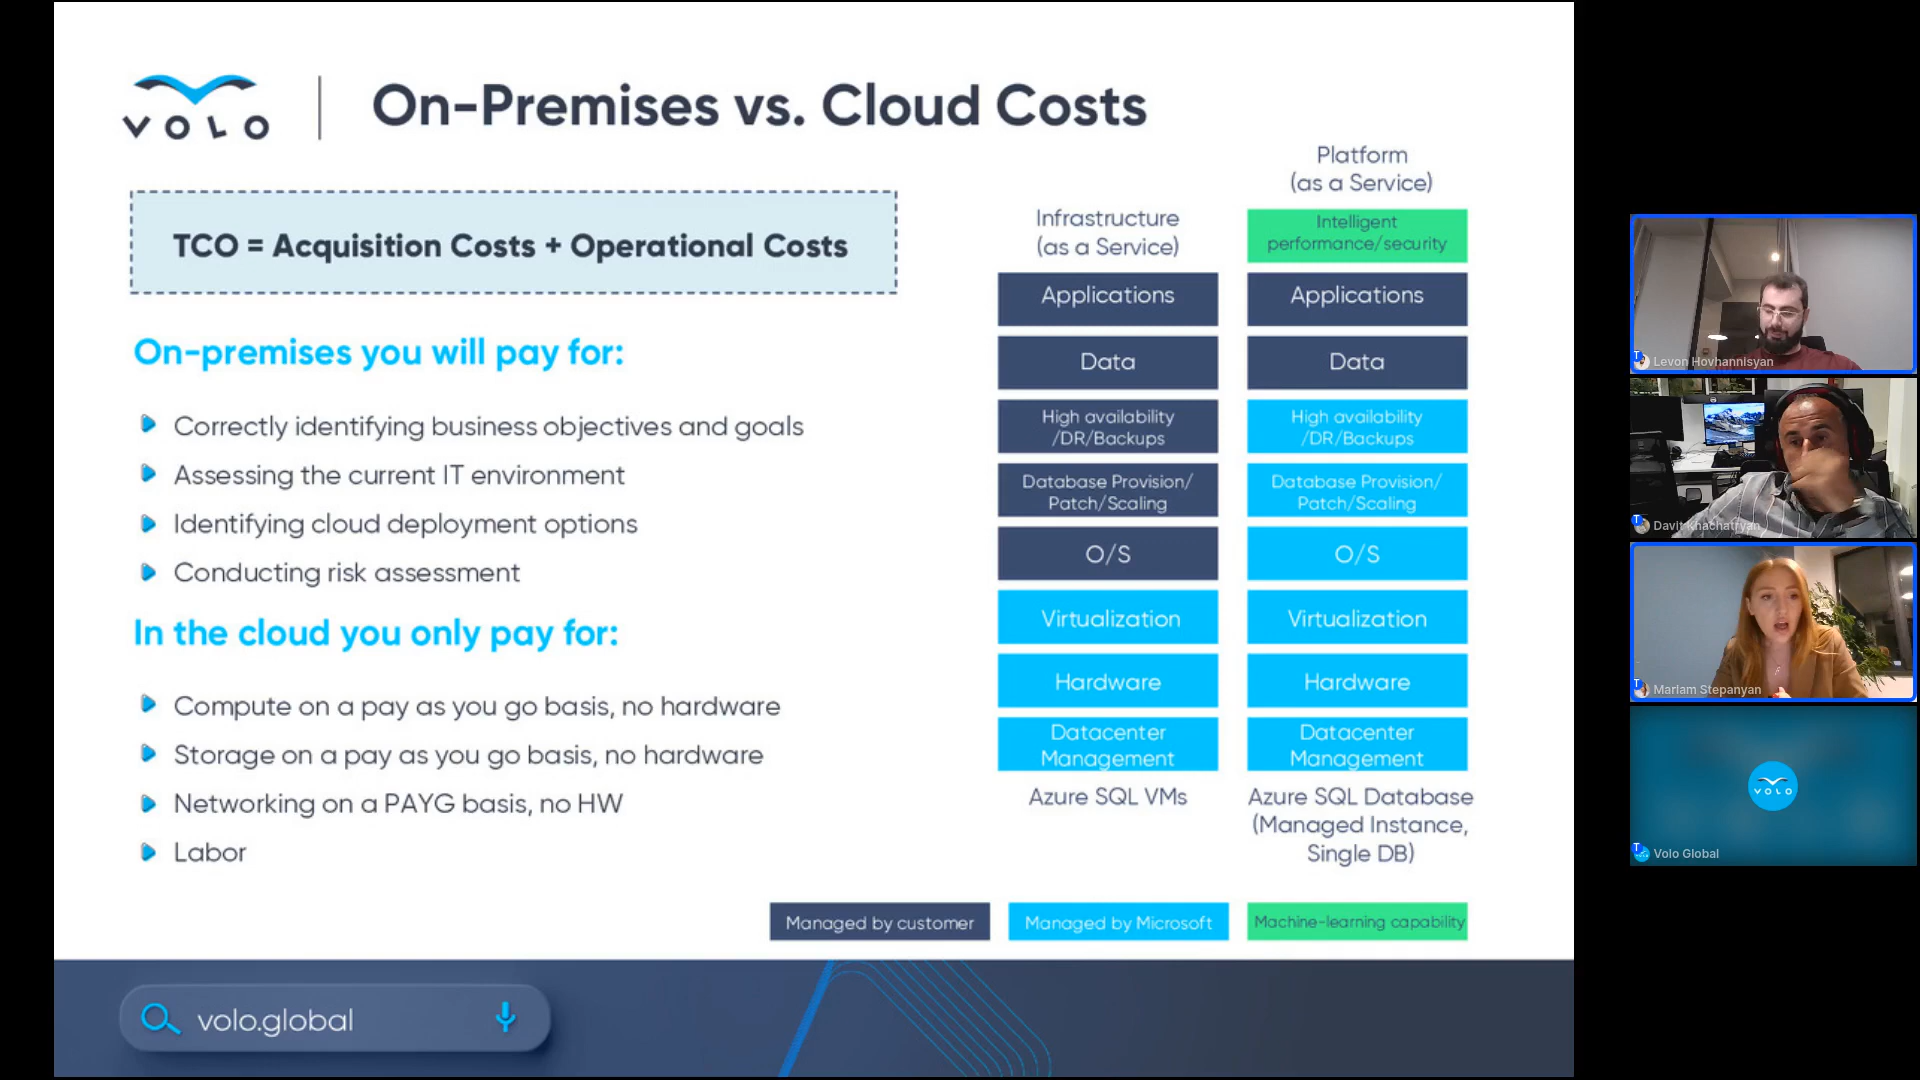 VOLO
On-Premises vs. Cloud Costs
TCO = Acquisition Costs + Operational Costs
On-premises you will pay for:
Correctly identifying business objectives and goals
Assessing the current IT environment
Identifying cloud deployment options
Conducting risk assessment
In the cloud you only pay for:
Compute on a pay as you go basis, no hardware
Storage on a pay as you go basis, no hardware
Networking on a PAYG basis, no HW
Labor
Infrastructure
(as a Service)
Applications
Data
High availability
/DR/Backups
Database Provision/
Patch/Scaling
O/S
Virtualization
Hardware
Datacenter
Management
Azure SQL VMs
Platform
(as a Service)
Intelligent
performance/security
Applications
Data
High availability
/DR/Backups
Database Provision/
Patch/Scaling
O/S
Virtualization
Hardware
Datacenter
Management
Azure SQL Database
(Managed Instance,
Single DB)
Managed by customer
Managed by Microsoft
Machine-learning capability
volo.global
Levon Hovhannisyan
Davit Khachatryan
Mariam Stepanyan
VOLO
Volo Global